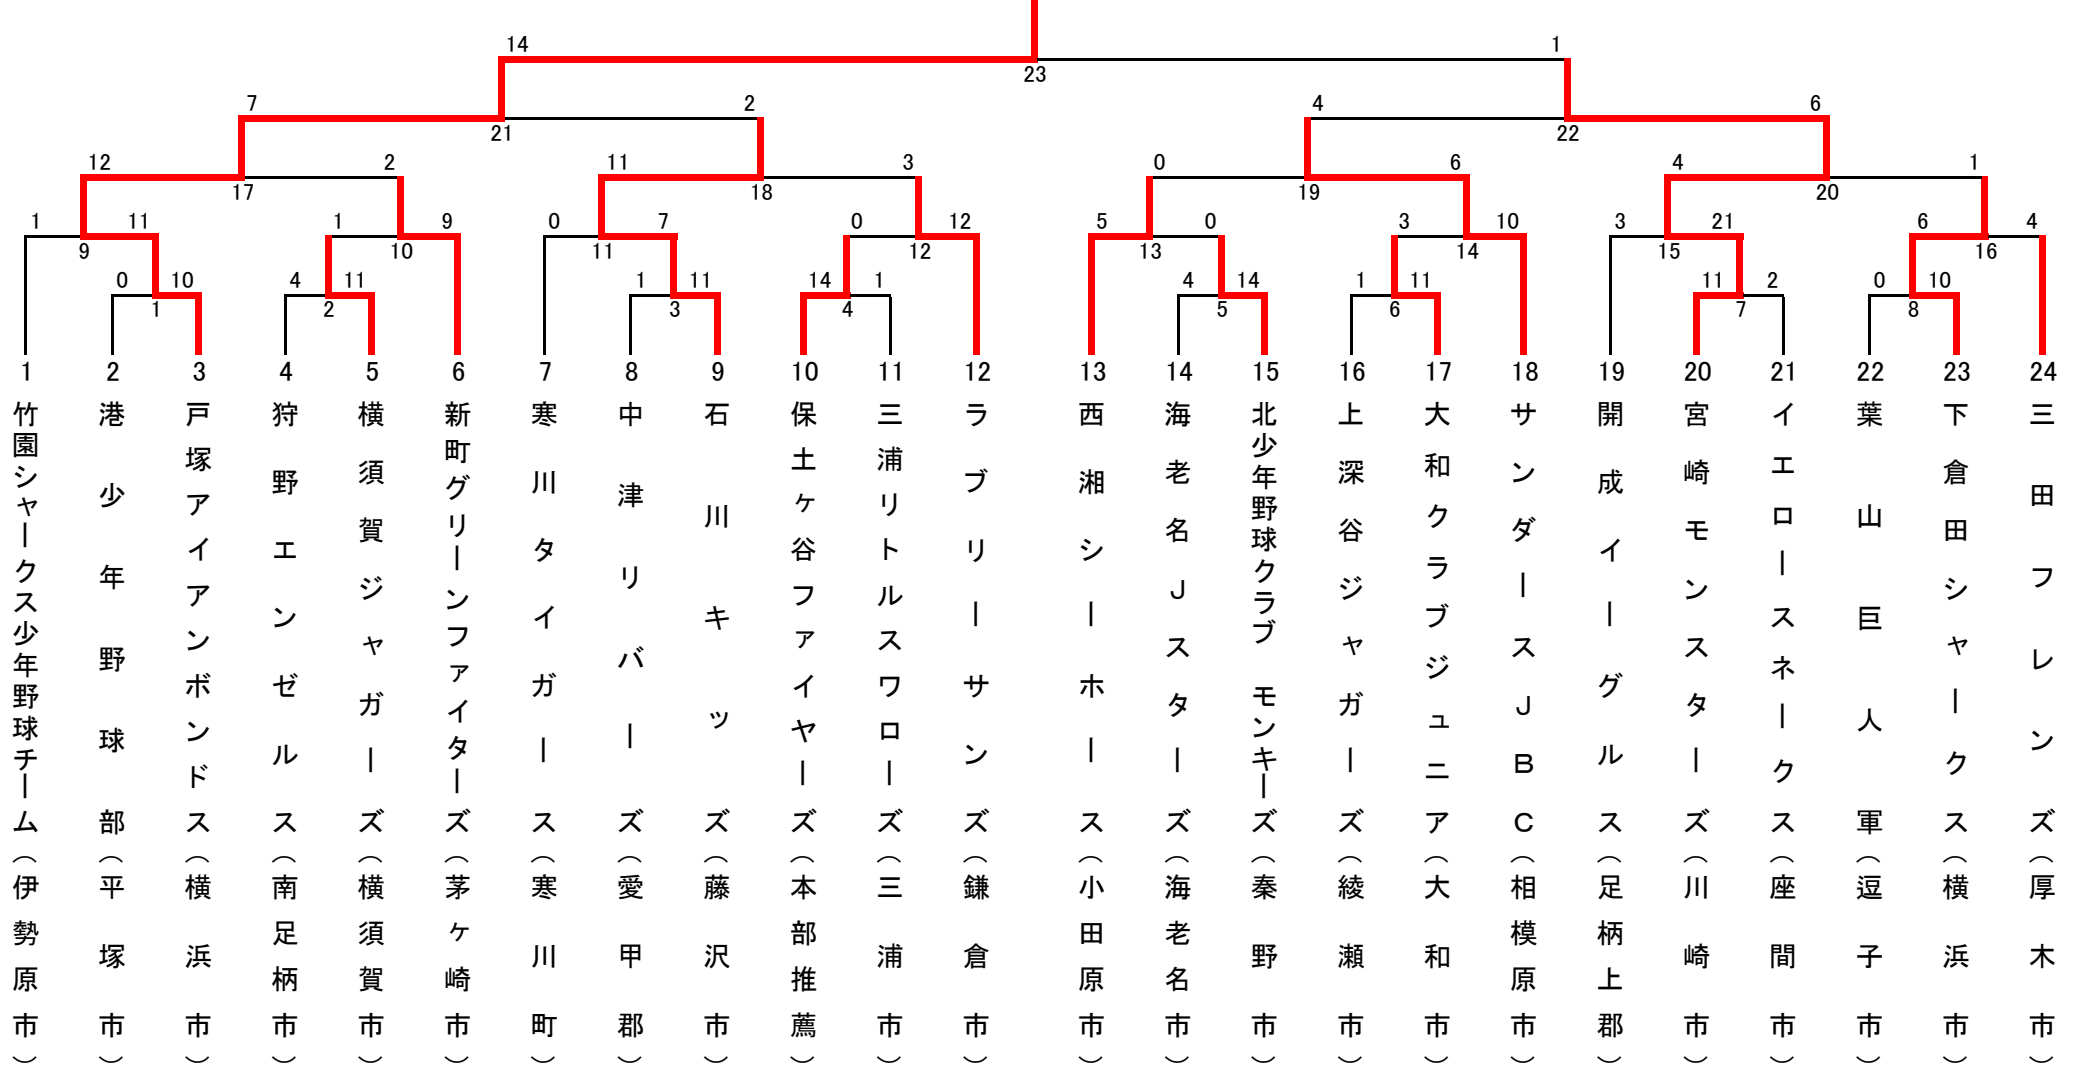 14 1
23
7 2 4 6
21 22
12 2 11 3 0 6 4 1
17 18 19 20
1 11 1 9 0 7 0 12 5 0 3 10 3 21 6 4
9 10 11 12 13 14 15 16
0 10 4 11 1 11 14 1 4 14 1 11 11 2 0 10
1 2 3 4 5 6 7 8
1 竹園シャークス少年野球チーム(伊勢原市)
2 港少年野球部(平塚市)
3 戸塚アイアンボンドス(横浜市)
4 狩野エンゼルス(南足柄市)
5 横須賀ジャガーズ(横須賀市)
6 新町グリーンファイターズ(茅ヶ崎市)
7 寒川タイガース(寒川町)
8 中津リバーズ(愛甲郡)
9 石川キッズ(藤沢市)
10 保土ヶ谷ファイヤーズ(本部推薦)
11 三浦リトルスワローズ(三浦市)
12 ラブリーサンズ(鎌倉市)
13 西湘シーホース(小田原市)
14 海老名Jスターズ(海老名市)
15 北少年野球クラブ モンキーズ(秦野市)
16 上深谷ジャガーズ(綾瀬市)
17 大和クラブジュニア(大和市)
18 サンダースJBC(相模原市)
19 開成イーグルス(足柄上郡)
20 宮崎モンスターズ(川崎市)
21 イエロースネークス(座間市)
22 葉山巨人軍(逗子市)
23 下倉田シャークス(横浜市)
24 三田フレンズ(厚木市)